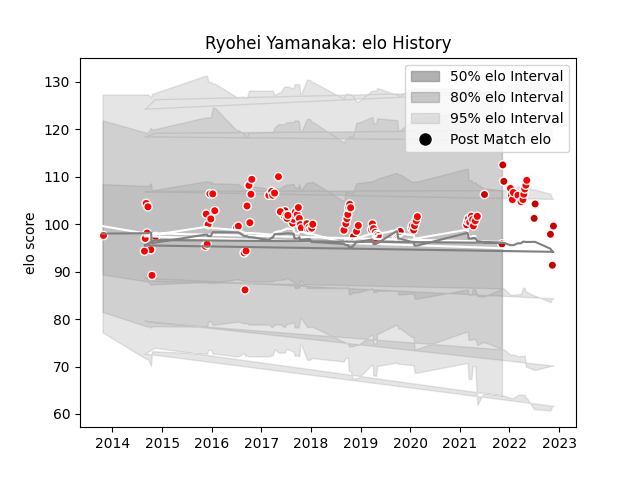 Ryohei Yamanaka: elo History
50% elo Interval
80% elo Interval
95% elo Interval
Post Match elo
elo score
130
120
110
100
90
80
70
60
2014 2015 2016 2017 2018 2019 2020 2021 2022 2023